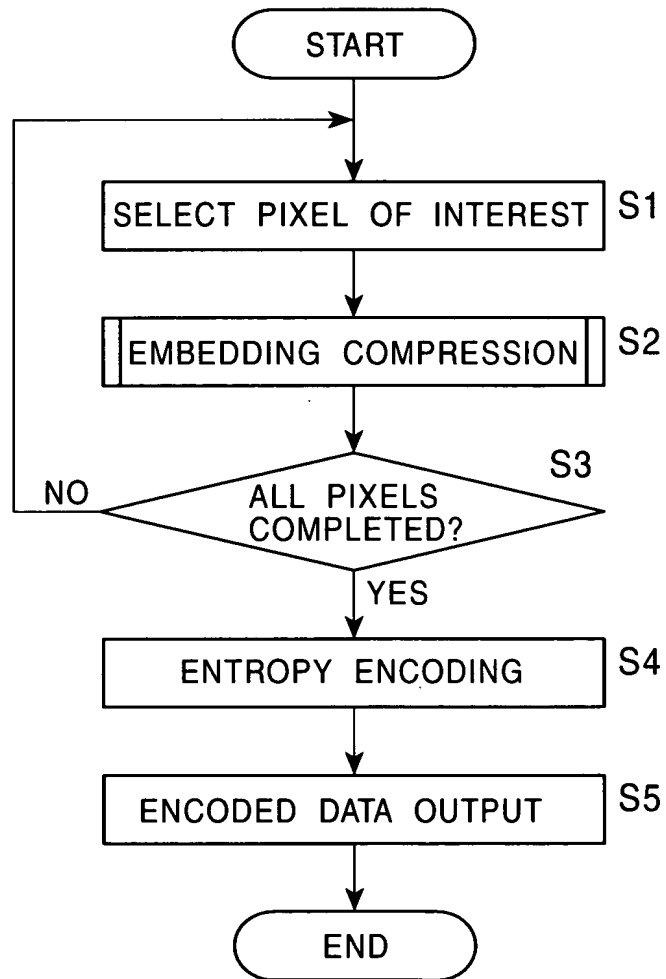 START
SELECT PIXEL OF INTEREST
S1
EMBEDDING COMPRESSION
S2
S3
NO
ALL PIXELS
COMPLETED?
YES
ENTROPY ENCODING
S4
ENCODED DATA OUTPUT
S5
END